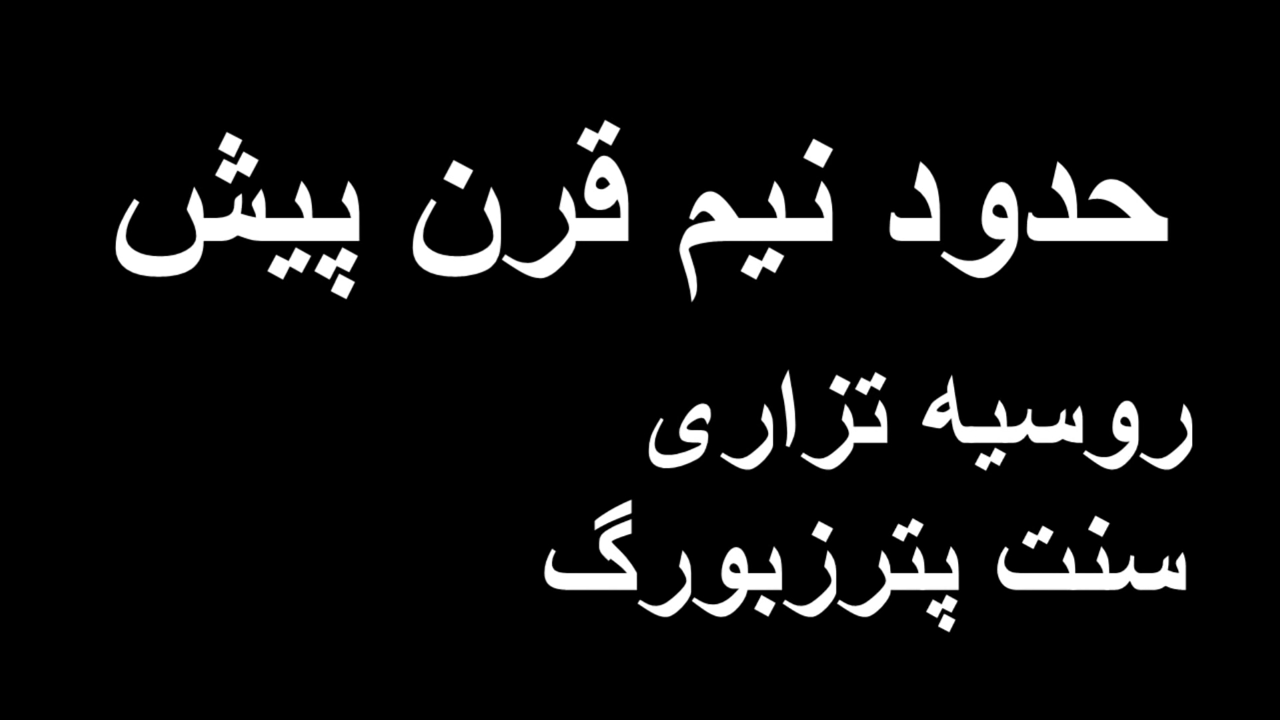 حدود نیم قرن پیش
روسیه تزاری
سنت پترزبورگ